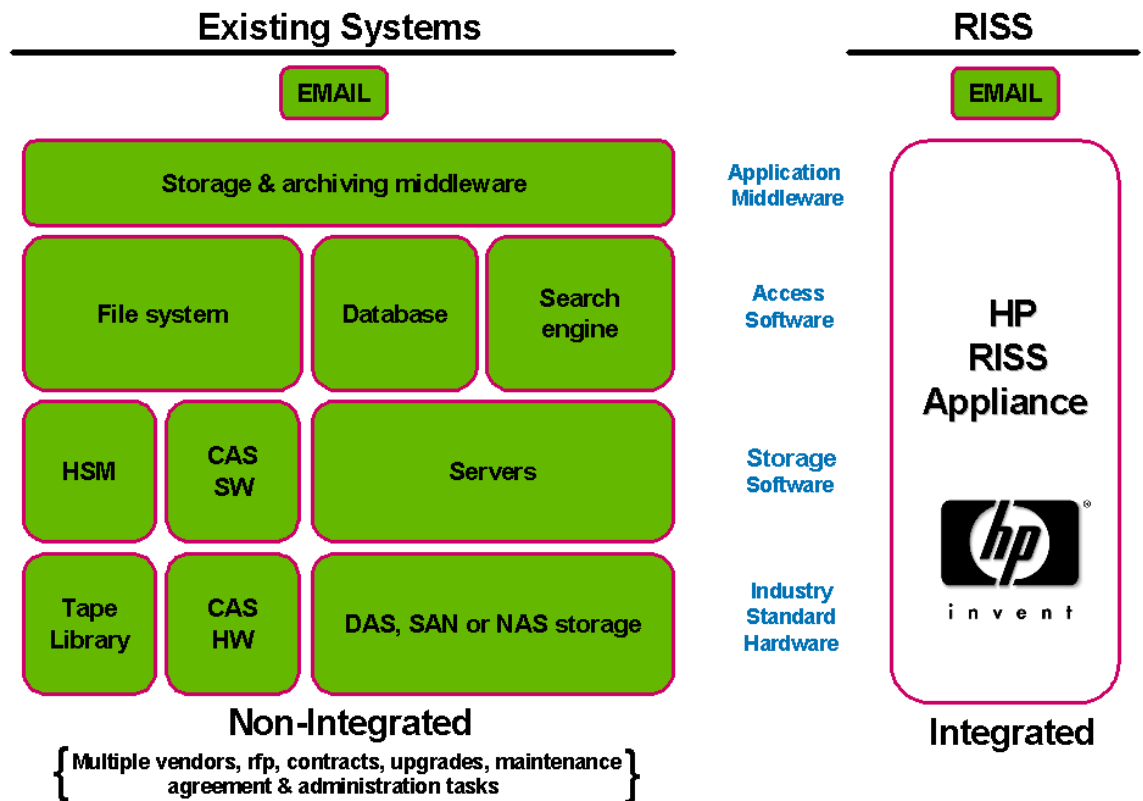 Existing Systems
RISS
EMAIL
EMAIL
Storage & archiving middleware
Application
Middleware
File system
Database
Search
engine
Access
Software
HP
RISS
Appliance
HSM
CAS
SW
Servers
Storage
Software
hp
®
invent
Tape
Library
CAS
HW
DAS, SAN or NAS storage
Industry
Standard
Hardware
Non-Integrated
{Multiple vendors, rfp, contracts, upgrades, maintenance
agreement & administration tasks}
Integrated